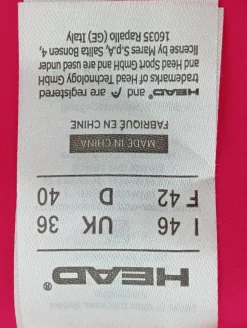 HEAD®
I 46 UK 36
F 42 D 40
MADE IN CHINA
FABRIQUÉ EN CHINE
HEAD® and are registered
trademarks of Head Technology GmbH
and Head Sport GmbH and are used under
license by Mares S.p.A, Salita Bonsen, 4,
16035 Rapallo (GE) Italy